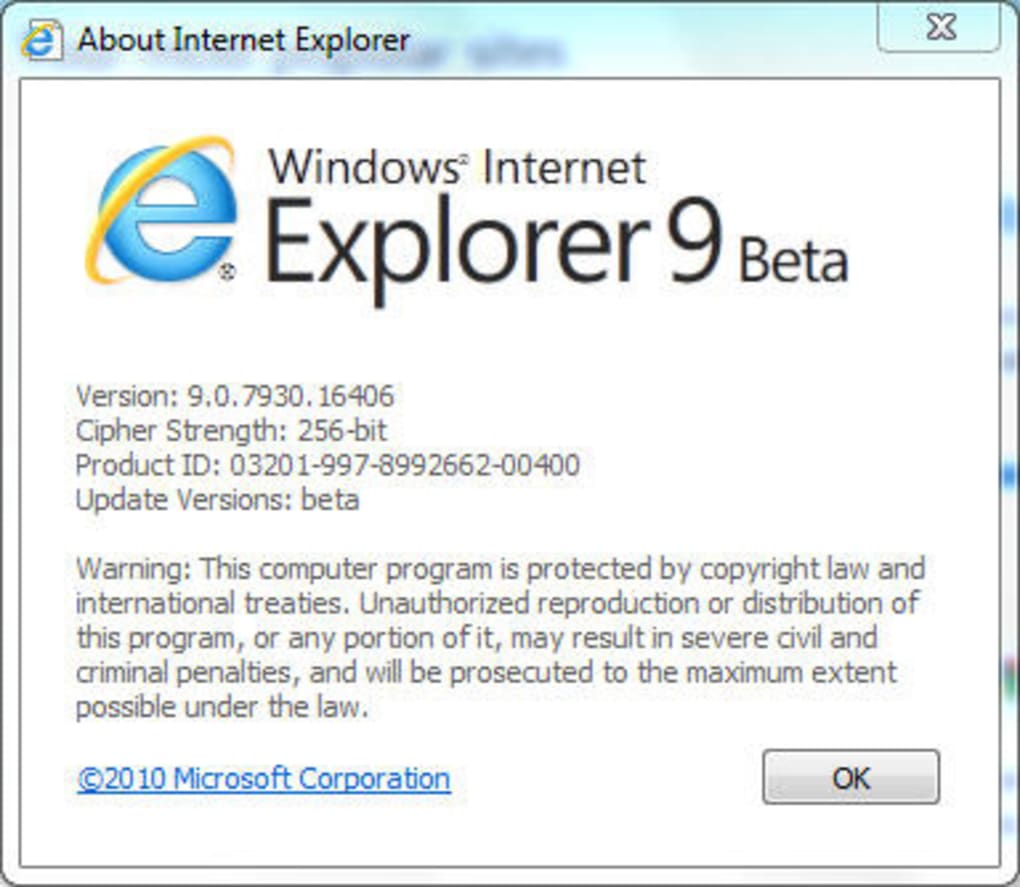 About Internet Explorer
Windows® Internet
Explorer 9 Beta
®
Version: 9.0.7930.16406
Cipher Strength: 256-bit
Product ID: 03201-997-8992662-00400
Update Versions: beta
Warning: This computer program is protected by copyright law and
international treaties. Unauthorized reproduction or distribution of
this program, or any portion of it, may result in severe civil and
criminal penalties, and will be prosecuted to the maximum extent
possible under the law.
©2010 Microsoft Corporation
OK